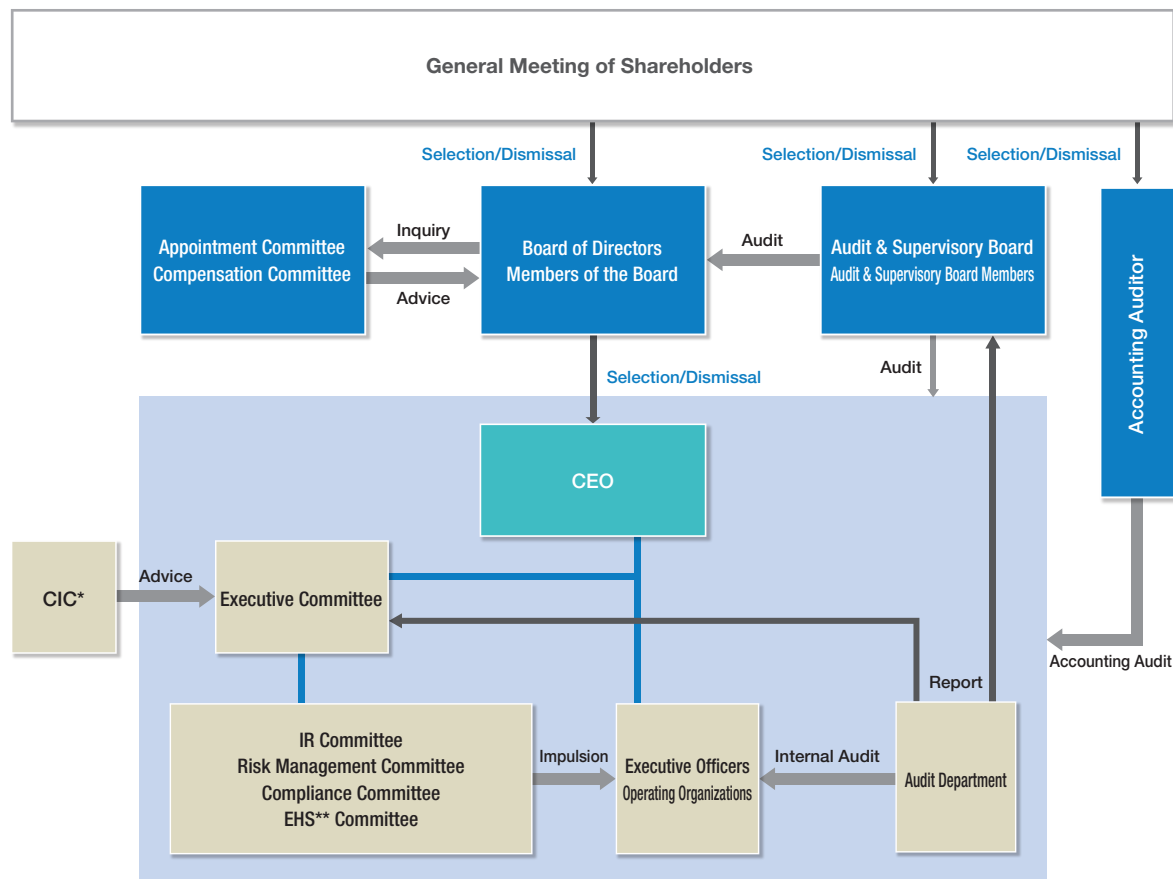 General Meeting of Shareholders
Selection/Dismissal
Selection/Dismissal
Selection/Dismissal
Appointment Committee
Compensation Committee
Inquiry
Advice
Board of Directors
Members of the Board
Audit
Audit & Supervisory Board
Audit & Supervisory Board Members
Accounting Auditor
Selection/Dismissal
Audit
CEO
CIC*
Advice
Executive Committee
Accounting Audit
Report
IR Committee
Risk Management Committee
Compliance Committee
EHS** Committee
Impulsion
Executive Officers
Operating Organizations
Internal Audit
Audit Department